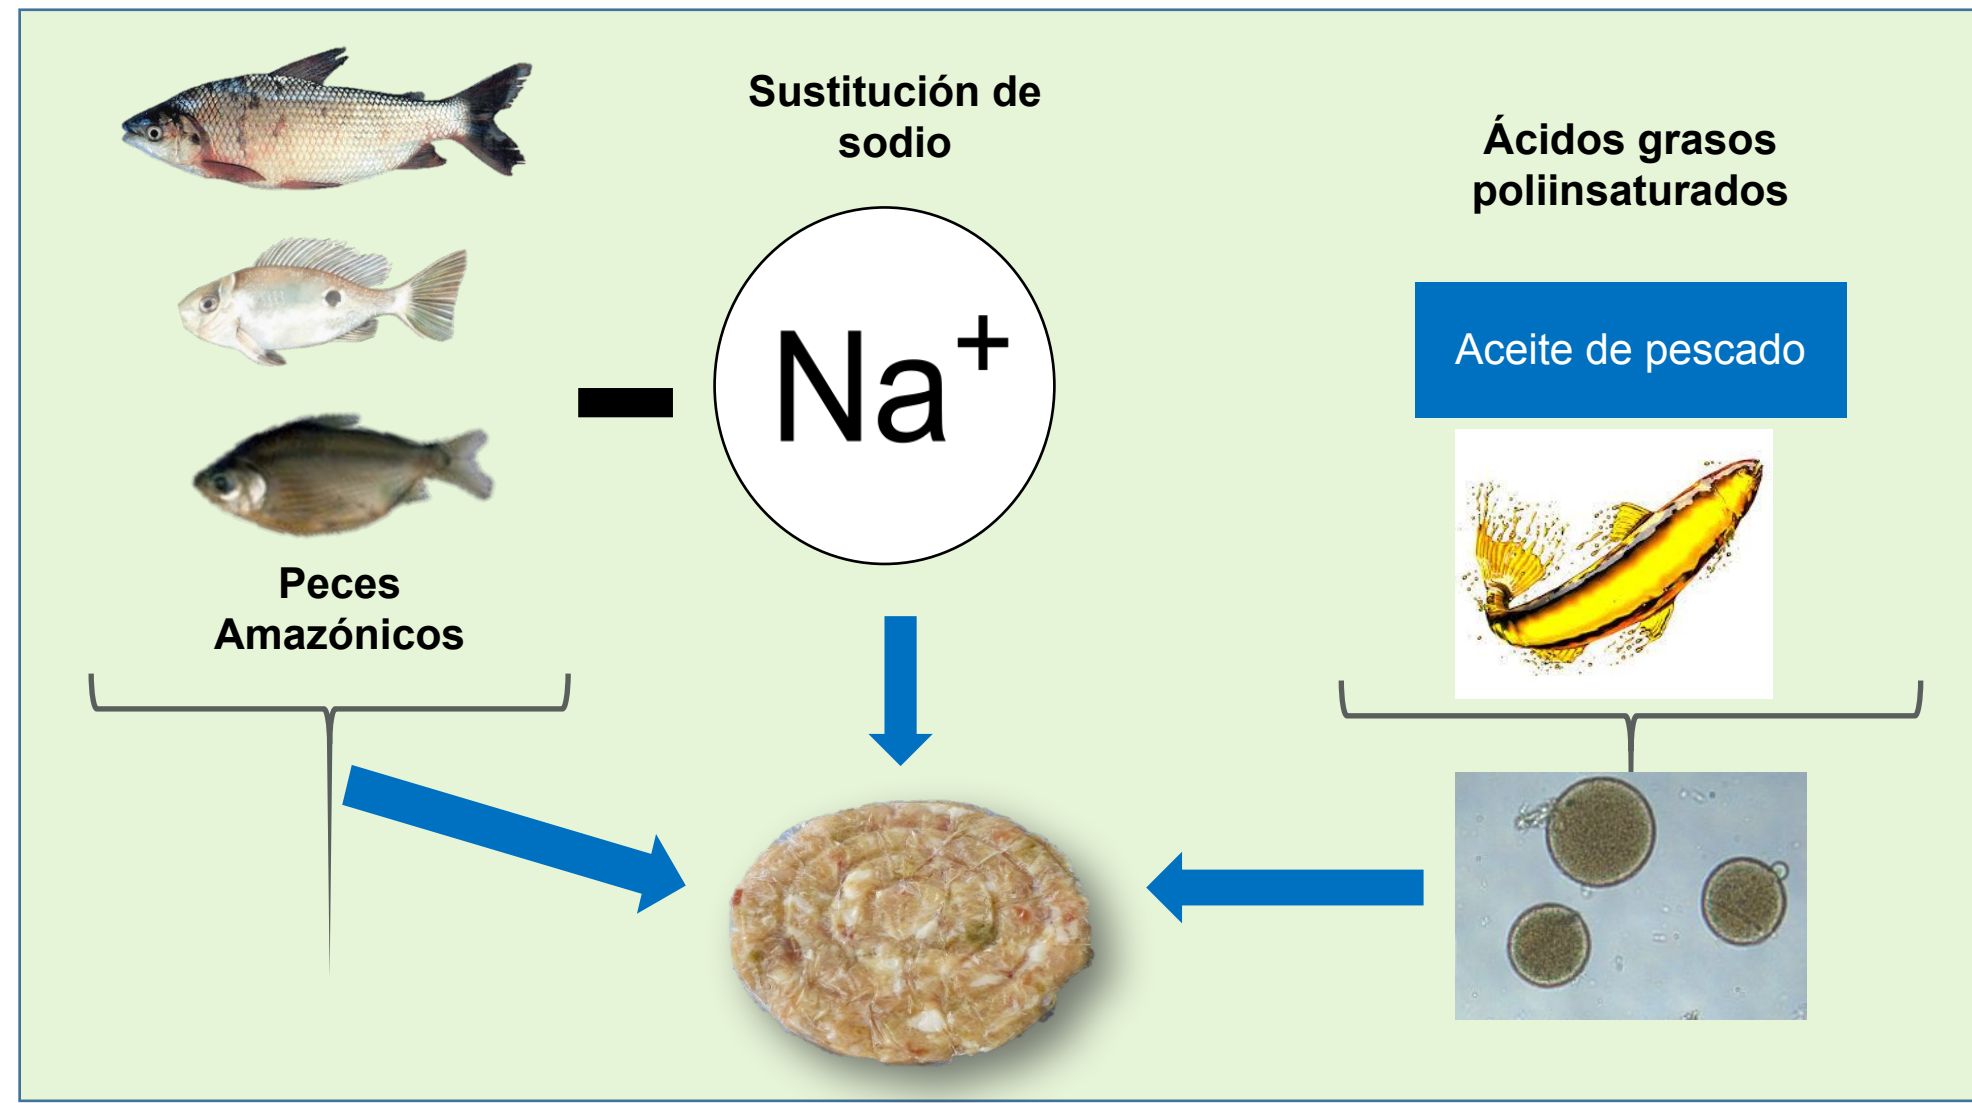 Sustitución de
sodio
Na⁺
Peces
Amazónicos
Ácidos grasos
poliinsaturados
Aceite de pescado